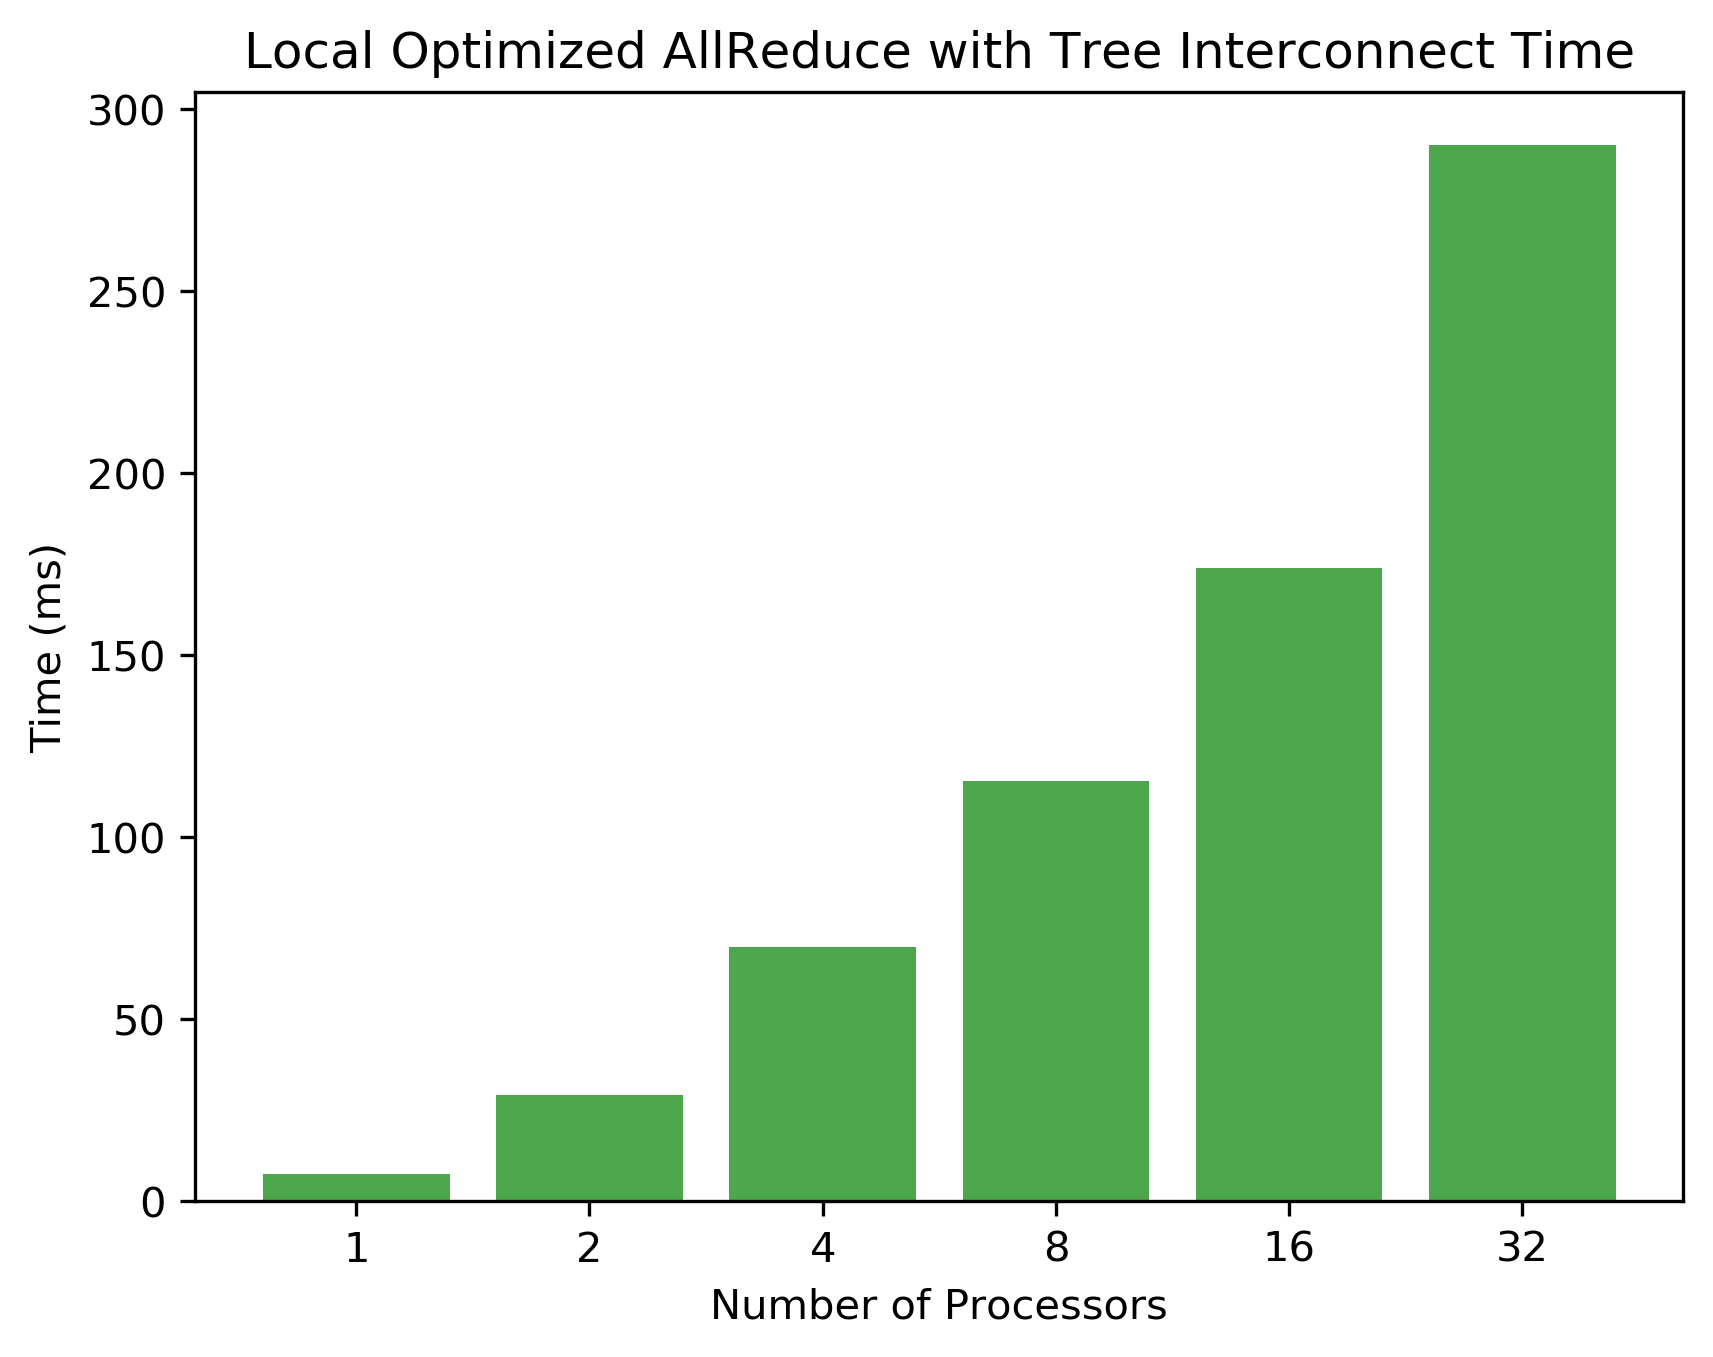 Local Optimized AllReduce with Tree Interconnect Time
300
250
200
150
100
50
0
Time (ms)
1 2 4 8 16 32
Number of Processors